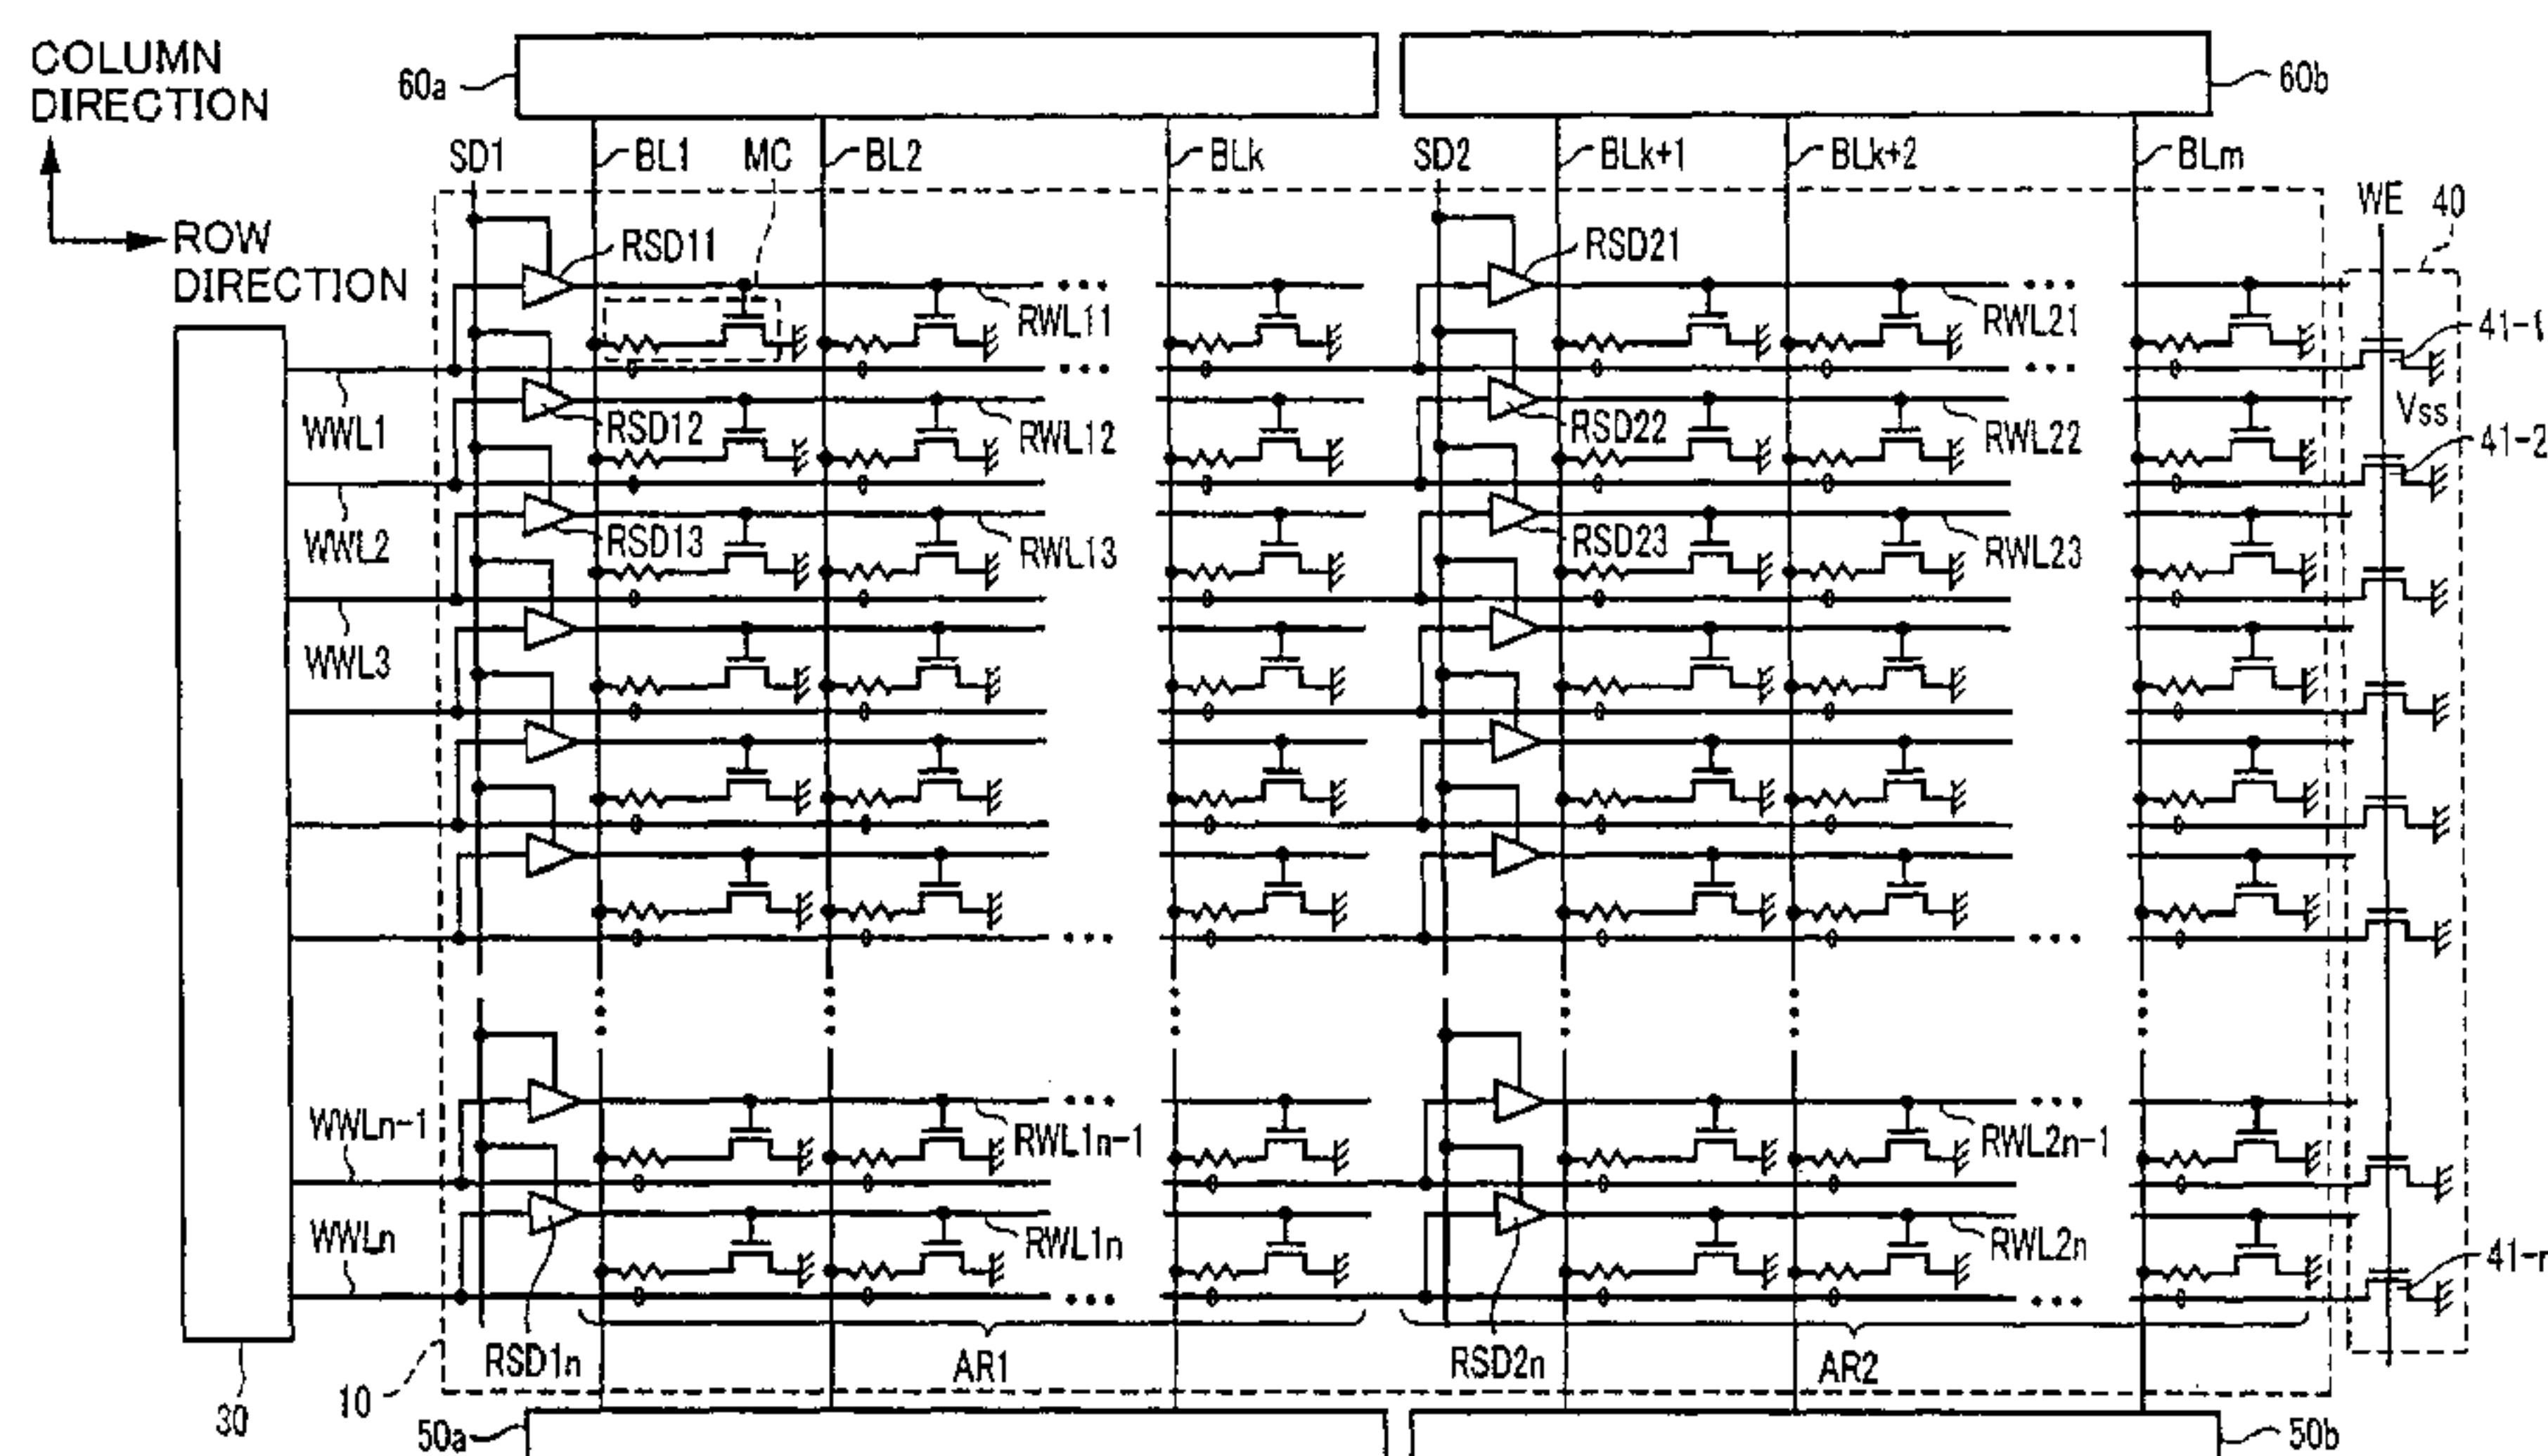 COLUMN
DIRECTION
ROW
DIRECTION
60a
60b
SD1
BL1
MC
BL2
BLk
SD2
BLk+1
BLk+2
BLm
WE
40
RSD11
RSD21
RWL11
RWL21
41-1
WWL1
RSD12
RWL12
RSD22
RWL22
Vss
41-2
WWL2
RSD13
RWL13
RSD23
RWL23
WWL3
WWLn-1
RWL1n-1
RWL2n-1
WWLn
RWL1n
RWL2n
41-n
RSD1n
AR1
RSD2n
AR2
30
10
50a
50b